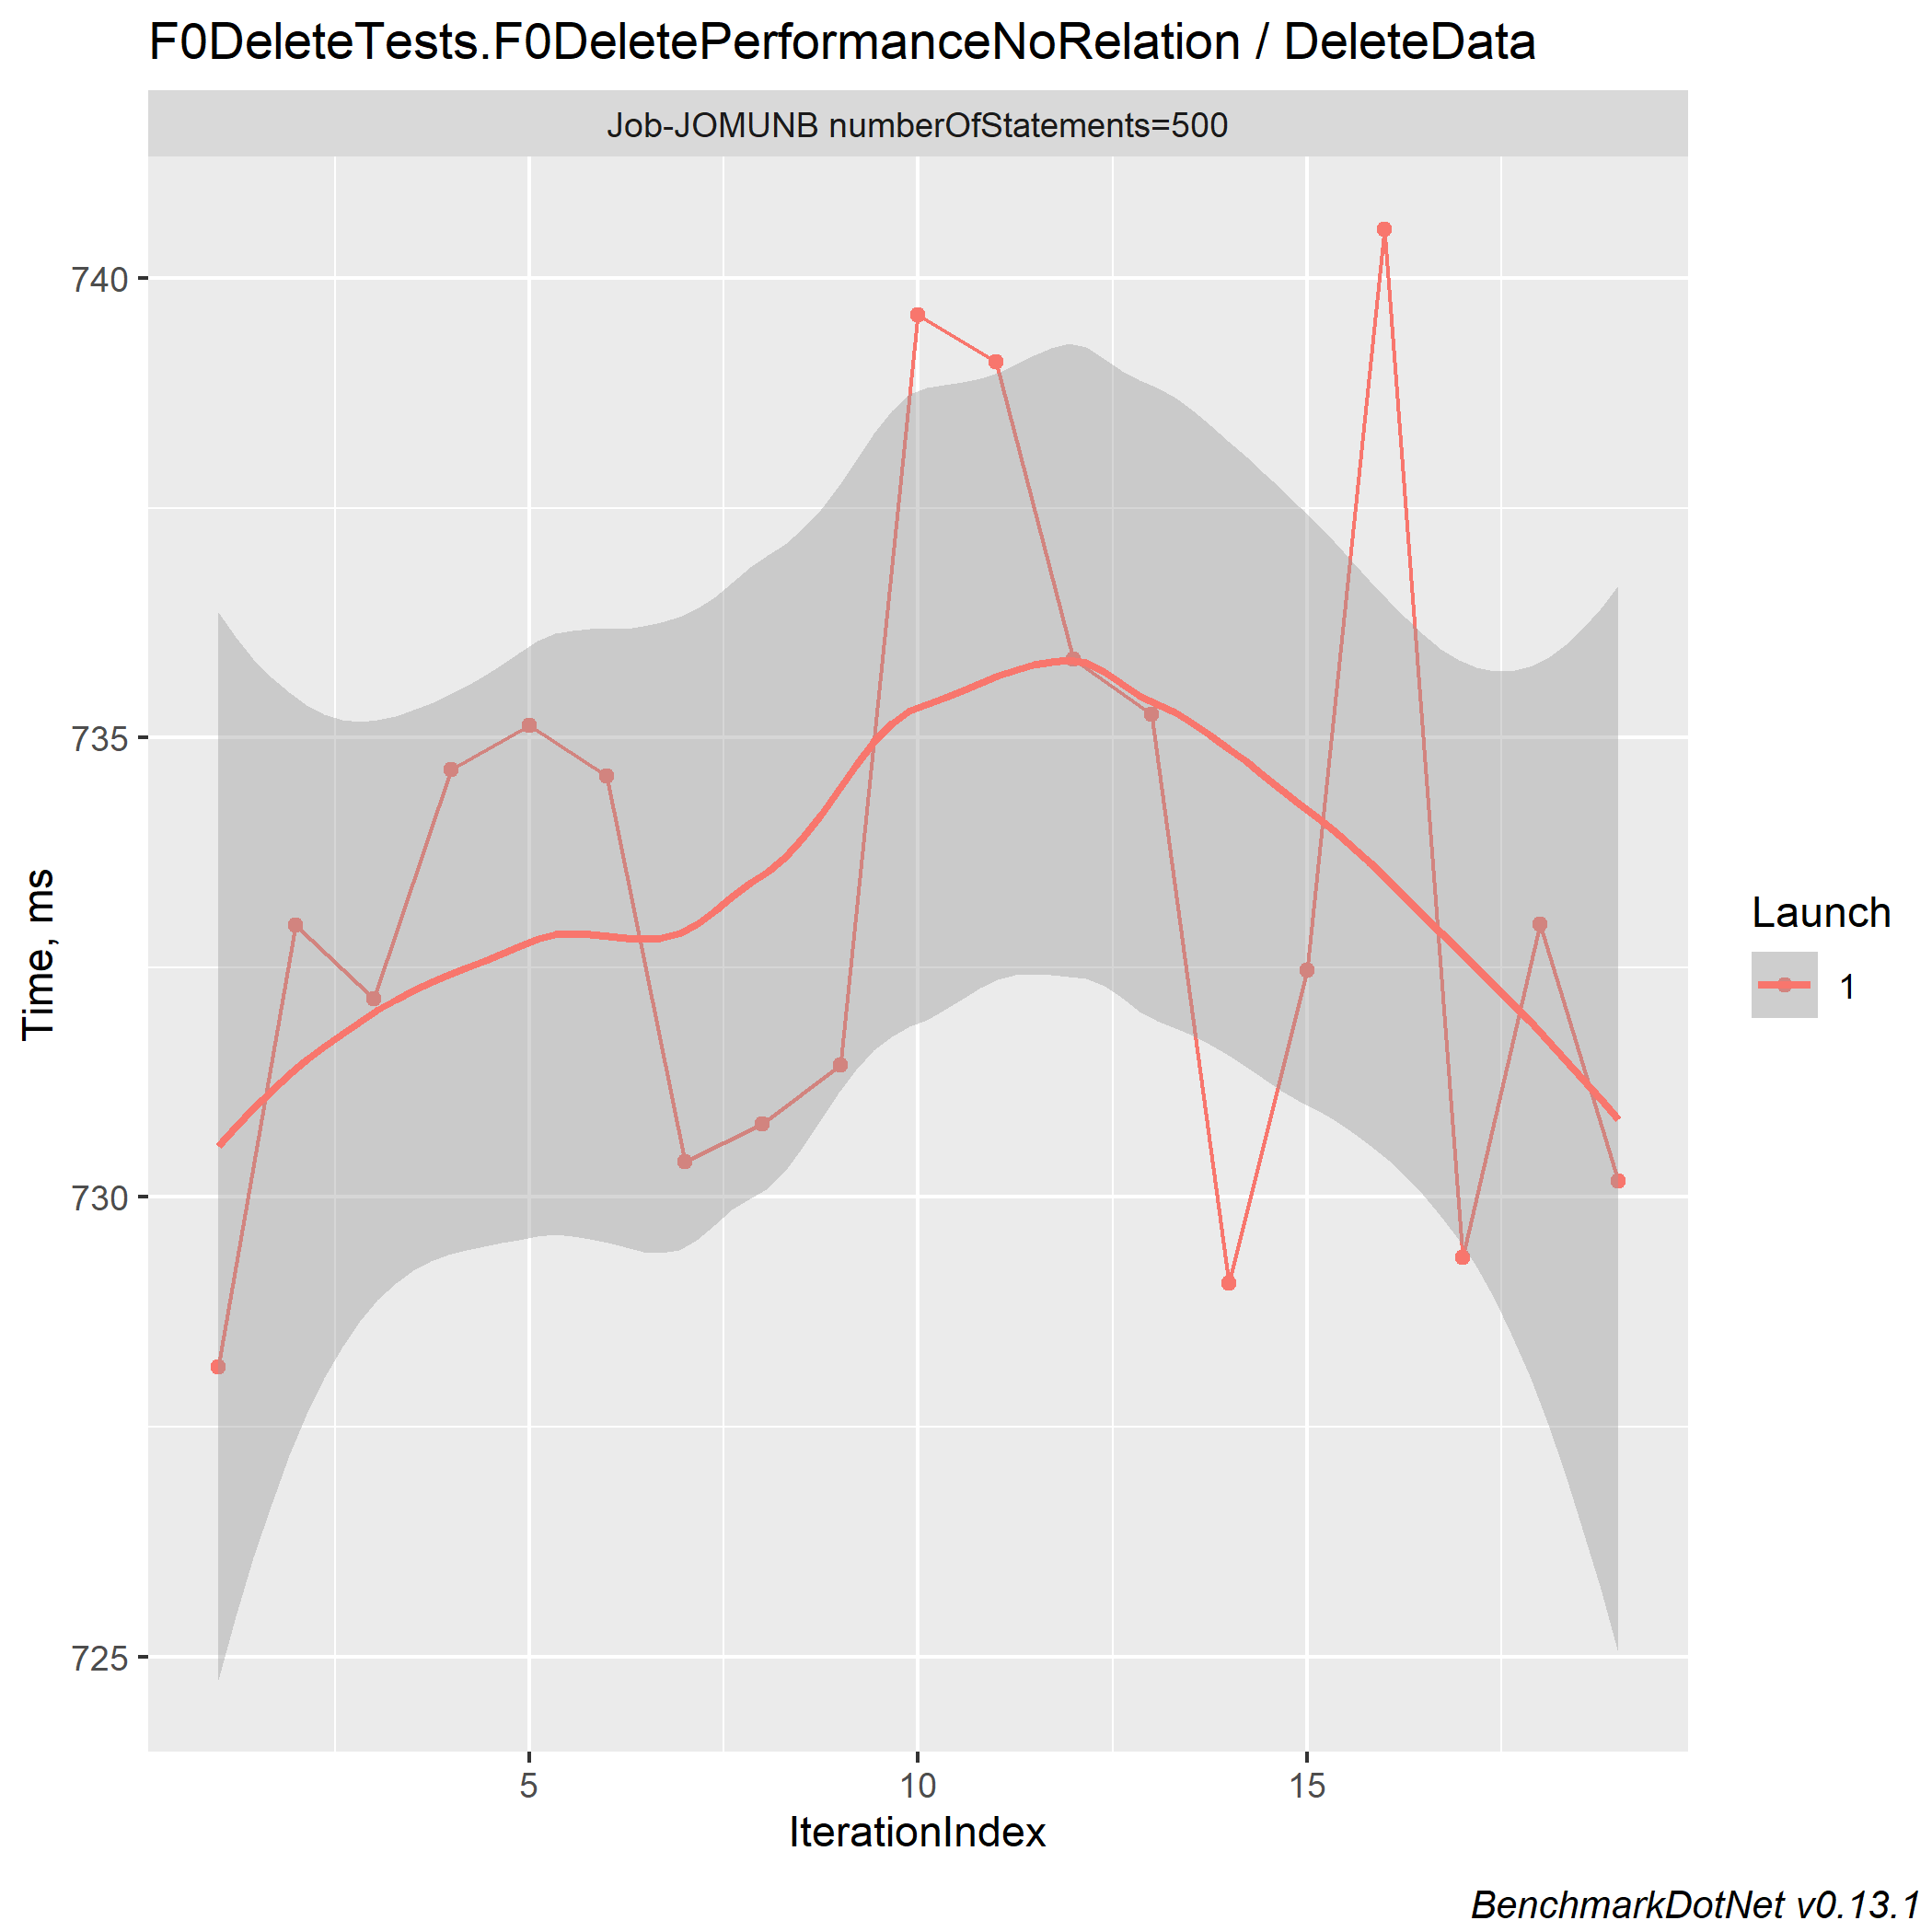 F0DeleteTests.F0DeletePerformanceNoRelation / DeleteData
Job-JOMUNB numberOfStatements=500
740
735
730
725
Time, ms
5 10 15
IterationIndex
Launch
1
BenchmarkDotNet v0.13.1